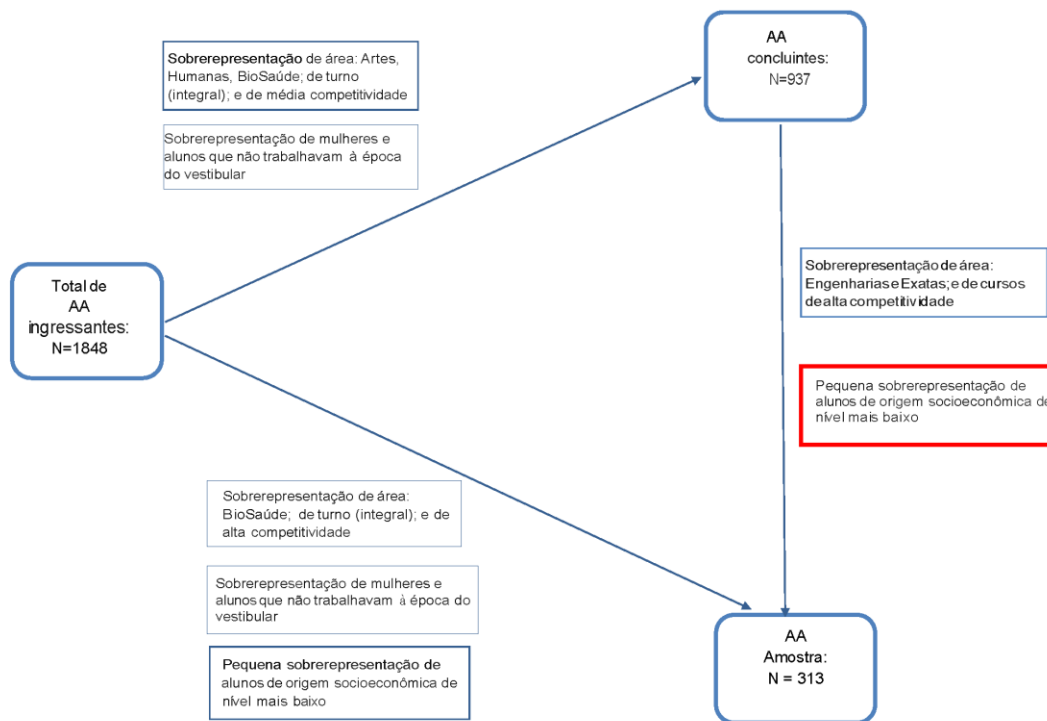 Sobrerepresentação de área: Artes,
Humanas, BioSaúde; de turno
(integral); e de média competitividade
Sobrerepresentação de mulheres e
alunos que não trabalhavam à época
do vestibular
AA
concluintes:
N=937
Total de
AA
ingressantes:
N=1848
Sobrerepresentação de área:
Engenharias e Exatas; e de cursos
de alta competitividade
Pequena sobrerepresentação de
alunos de origem socioeconômica de
nível mais baixo
Sobrerepresentação de área:
BioSaúde; de turno (integral); e de
alta competitividade
Sobrerepresentação de mulheres e
alunos que não trabalhavam à época do
vestibular
Pequena sobrerepresentação de
alunos de origem socioeconômica de
nível mais baixo
AA
Amostra:
N = 313